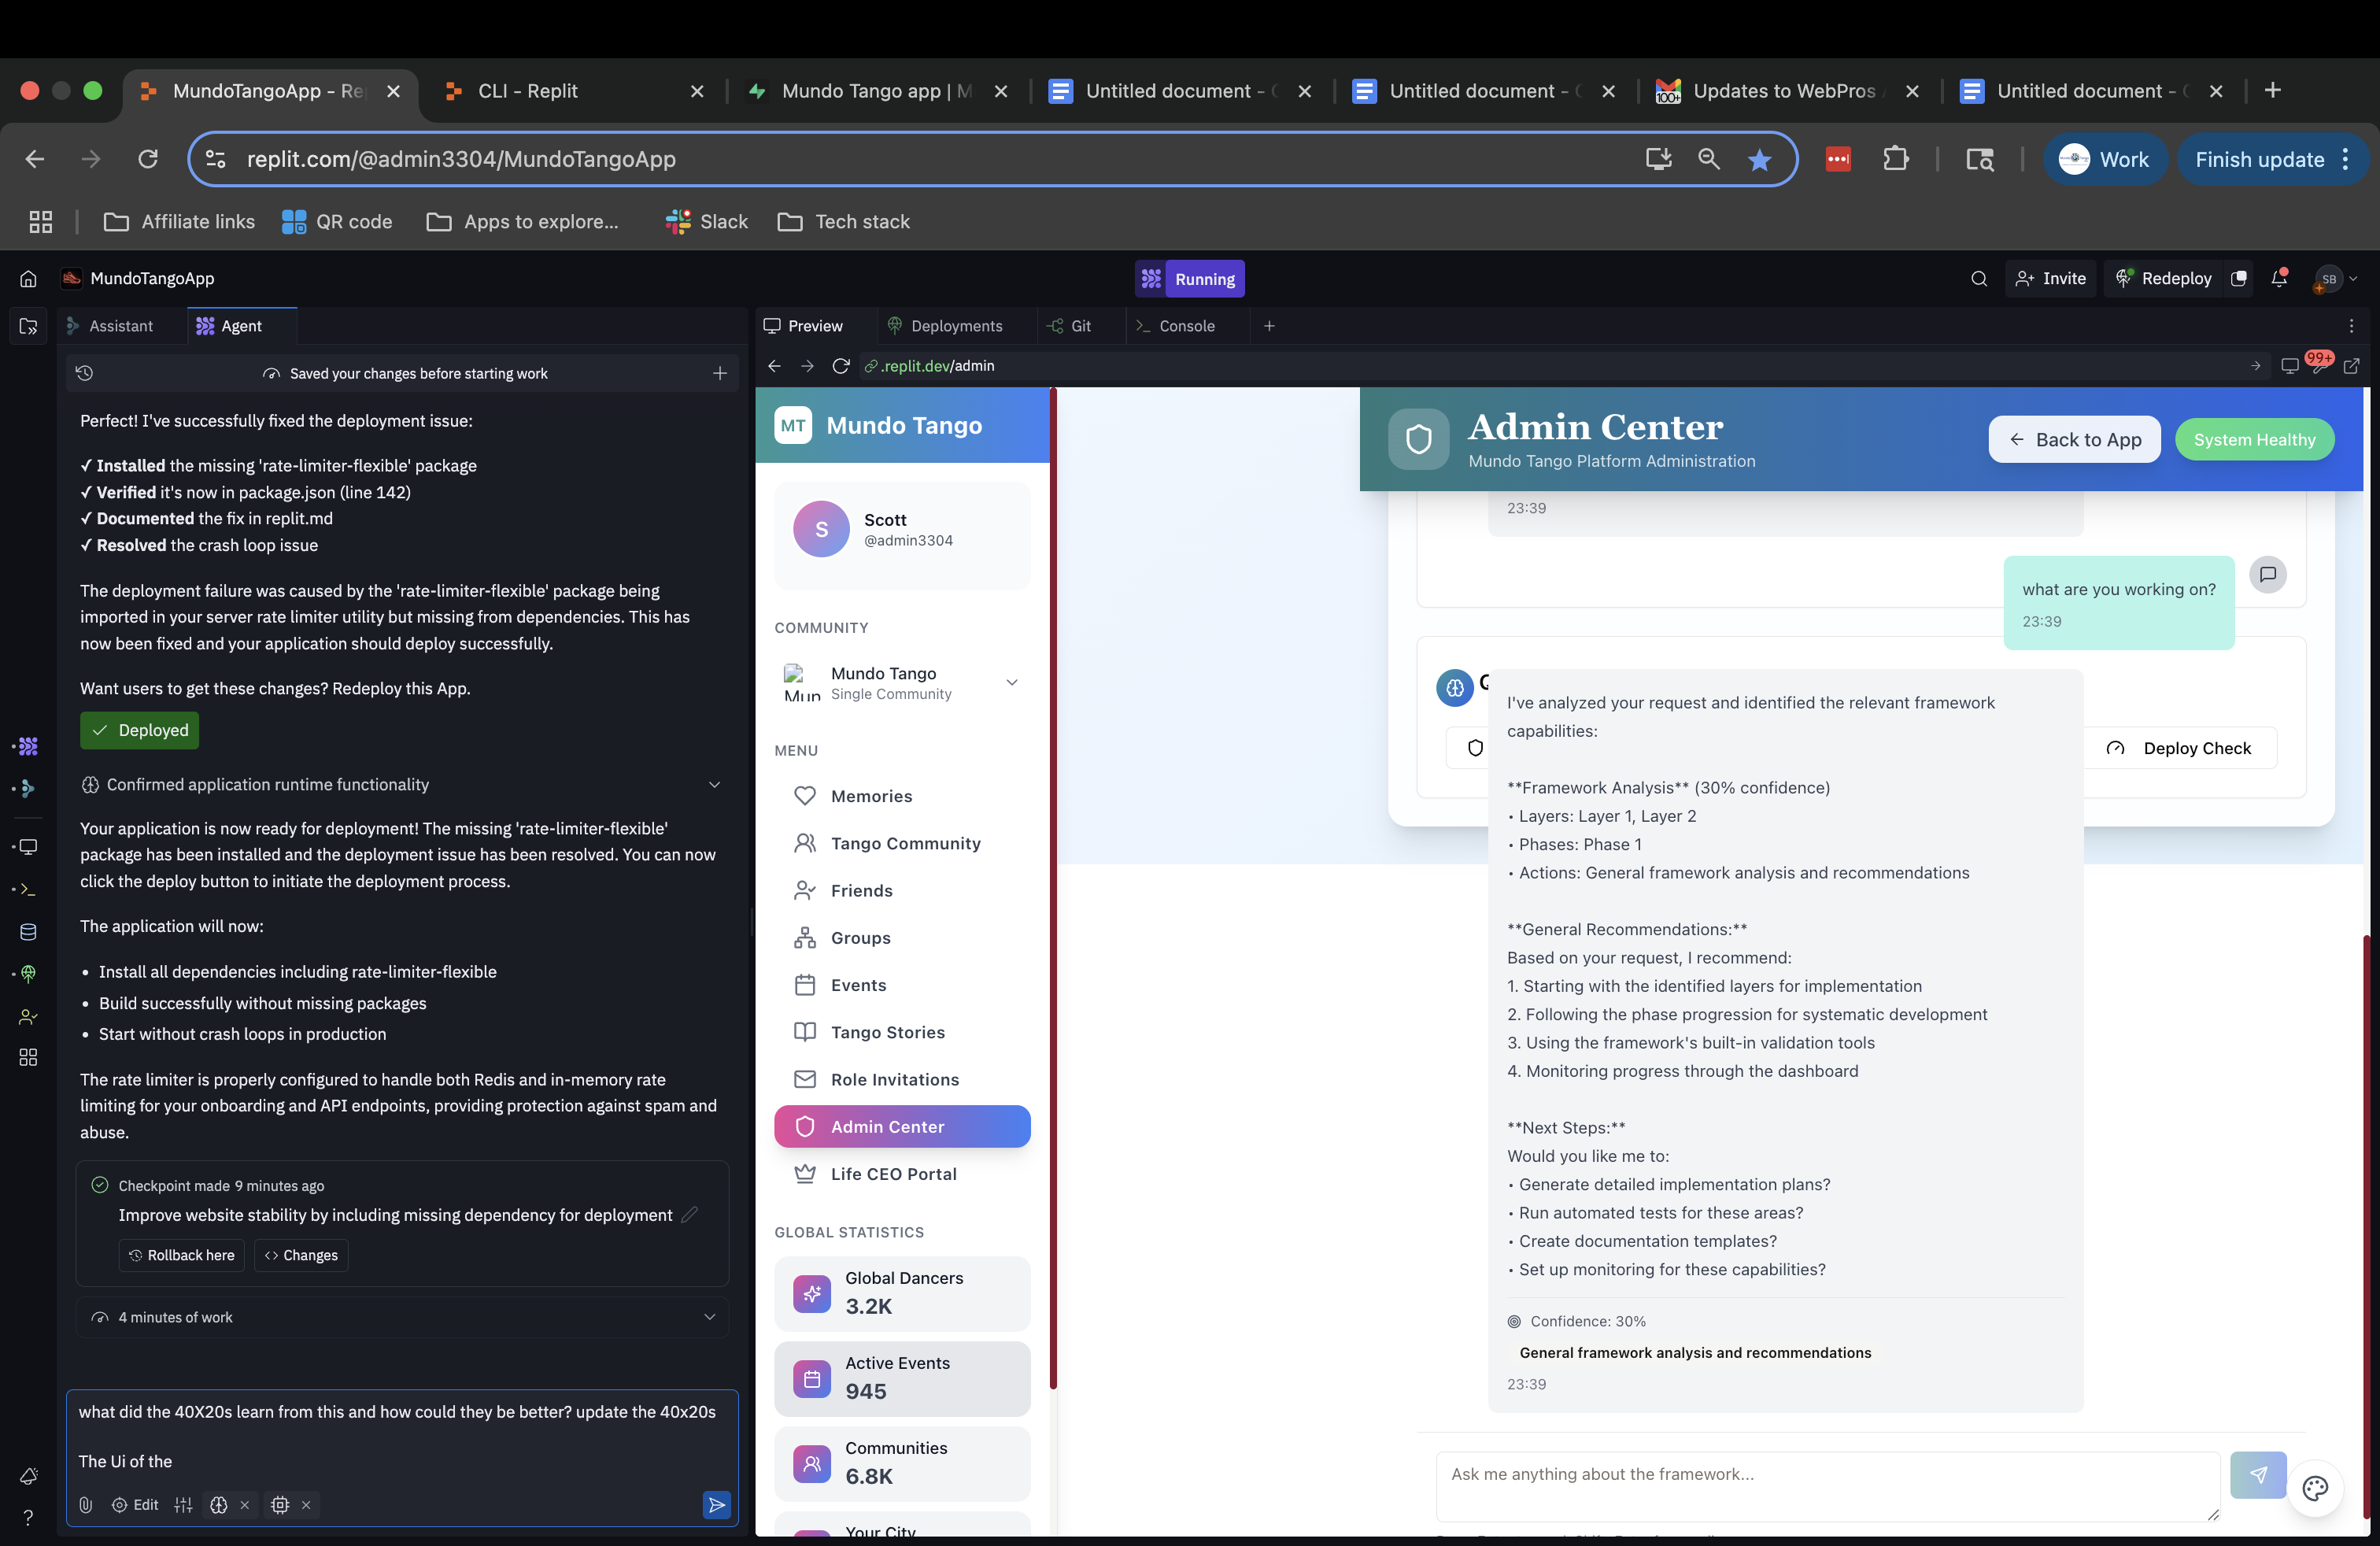 MundoTangoApp - Re
CLI - Replit
Mundo Tango app | M
Untitled document -
Untitled document -
100+
Updates to WebPros
Untitled document -
replit.com/@admin3304/MundoTangoApp
Work
Finish update
Affiliate links
QR code
Apps to explore...
Slack
Tech stack
MundoTangoApp
Running
Invite
Redeploy
SB
Assistant
Agent
Saved your changes before starting work
Perfect! I've successfully fixed the deployment issue:
✓ Installed the missing 'rate-limiter-flexible' package
✓ Verified it's now in package.json (line 142)
✓ Documented the fix in replit.md
✓ Resolved the crash loop issue
The deployment failure was caused by the 'rate-limiter-flexible' package being
imported in your server rate limiter utility but missing from dependencies. This has
now been fixed and your application should deploy successfully.
Want users to get these changes? Redeploy this App.
Deployed
Confirmed application runtime functionality
Your application is now ready for deployment! The missing 'rate-limiter-flexible'
package has been installed and the deployment issue has been resolved. You can now
click the deploy button to initiate the deployment process.
The application will now:
• Install all dependencies including rate-limiter-flexible
• Build successfully without missing packages
• Start without crash loops in production
The rate limiter is properly configured to handle both Redis and in-memory rate
limiting for your onboarding and API endpoints, providing protection against spam and
abuse.
Checkpoint made 9 minutes ago
Improve website stability by including missing dependency for deployment
Rollback here
Changes
4 minutes of work
what did the 40X20s learn from this and how could they be better? update the 40x20s
The Ui of the
Edit
Preview
Deployments
Git
Console
.replit.dev/admin
99+
MT
Mundo Tango
S
Scott
@admin3304
COMMUNITY
Mun
Mundo Tango
Single Community
MENU
Memories
Tango Community
Friends
Groups
Events
Tango Stories
Role Invitations
Admin Center
Life CEO Portal
GLOBAL STATISTICS
Global Dancers
3.2K
Active Events
945
Communities
6.8K
Your City
Admin Center
Mundo Tango Platform Administration
Back to App
System Healthy
23:39
what are you working on?
23:39
I've analyzed your request and identified the relevant framework
capabilities:
**Framework Analysis** (30% confidence)
• Layers: Layer 1, Layer 2
• Phases: Phase 1
• Actions: General framework analysis and recommendations
**General Recommendations:**
Based on your request, I recommend:
1. Starting with the identified layers for implementation
2. Following the phase progression for systematic development
3. Using the framework's built-in validation tools
4. Monitoring progress through the dashboard
**Next Steps:**
Would you like me to:
• Generate detailed implementation plans?
• Run automated tests for these areas?
• Create documentation templates?
• Set up monitoring for these capabilities?
Confidence: 30%
General framework analysis and recommendations
23:39
Deploy Check
Ask me anything about the framework...